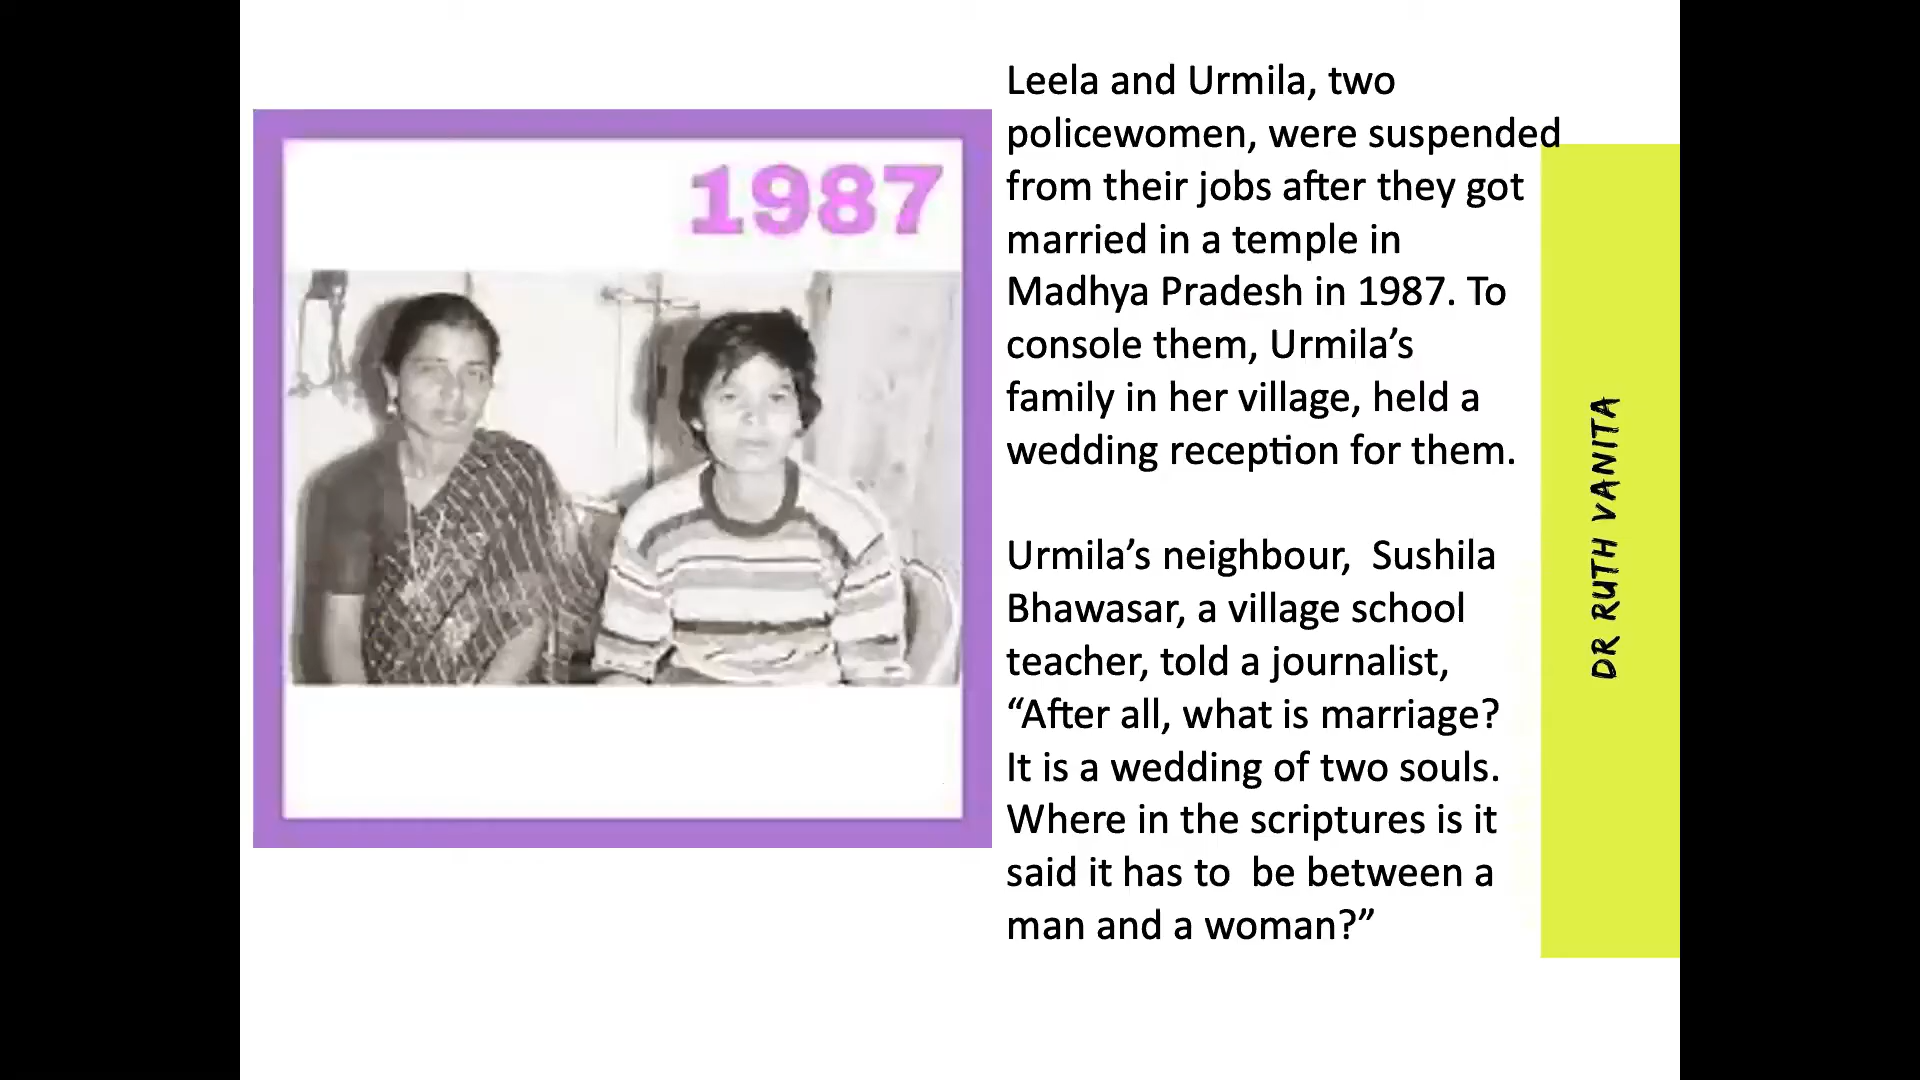 1987
Leela and Urmila, two
policewomen, were suspended
from their jobs after they got
married in a temple in
Madhya Pradesh in 1987. To
console them, Urmila’s
family in her village, held a
wedding reception for them.
Urmila’s neighbour,  Sushila
Bhawasar, a village school
teacher, told a journalist,
“After all, what is marriage?
It is a wedding of two souls.
Where in the scriptures is it
said it has to  be between a
man and a woman?”
DR RUTH VANITA